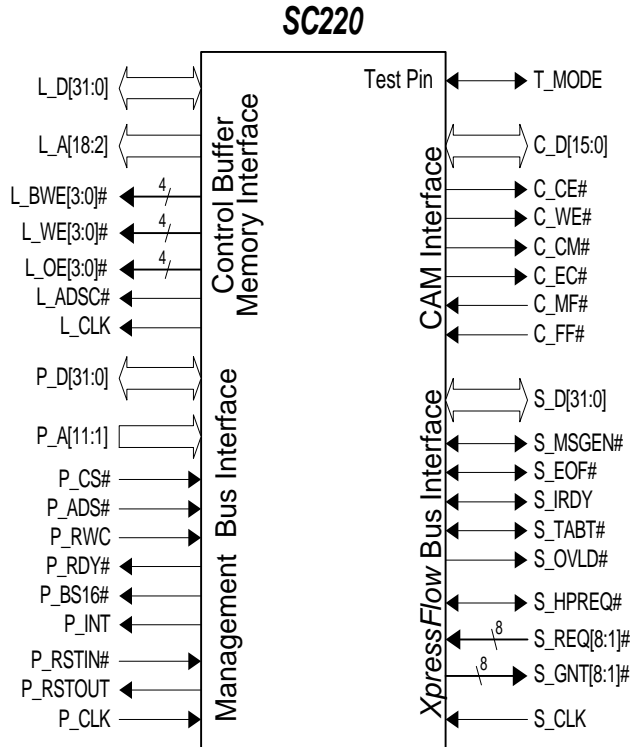 SC220
L_D[31:0]
L_A[18:2]
L_BWE[3:0]#
4
L_WE[3:0]#
4
L_OE[3:0]#
4
L_ADSC#
L_CLK
Control Buffer
Memory Interface
P_D[31:0]
P_A[11:1]
P_CS#
P_ADS#
P_RWC
P_RDY#
P_BS16#
P_INT
P_RSTIN#
P_RSTOUT
P_CLK
Management Bus Interface
Test Pin
T_MODE
CAM Interface
C_D[15:0]
C_CE#
C_WE#
C_CM#
C_EC#
C_MF#
C_FF#
XpressFlow Bus Interface
S_D[31:0]
S_MSGEN#
S_EOF#
S_IRDY
S_TABT#
S_OVLD#
S_HPREQ#
8
S_REQ[8:1]#
8
S_GNT[8:1]#
S_CLK